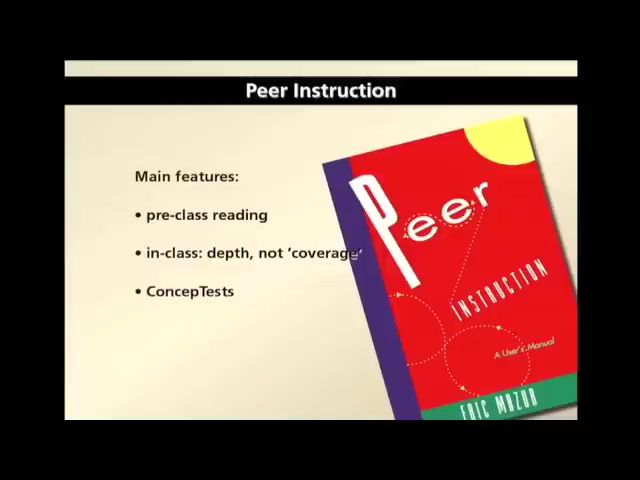 Peer Instruction
Main features:
• pre-class reading
• in-class: depth, not ‘coverage’
• ConcepTests
Peer
INSTRUCTION
A User's Manual
ERIC MAZUR